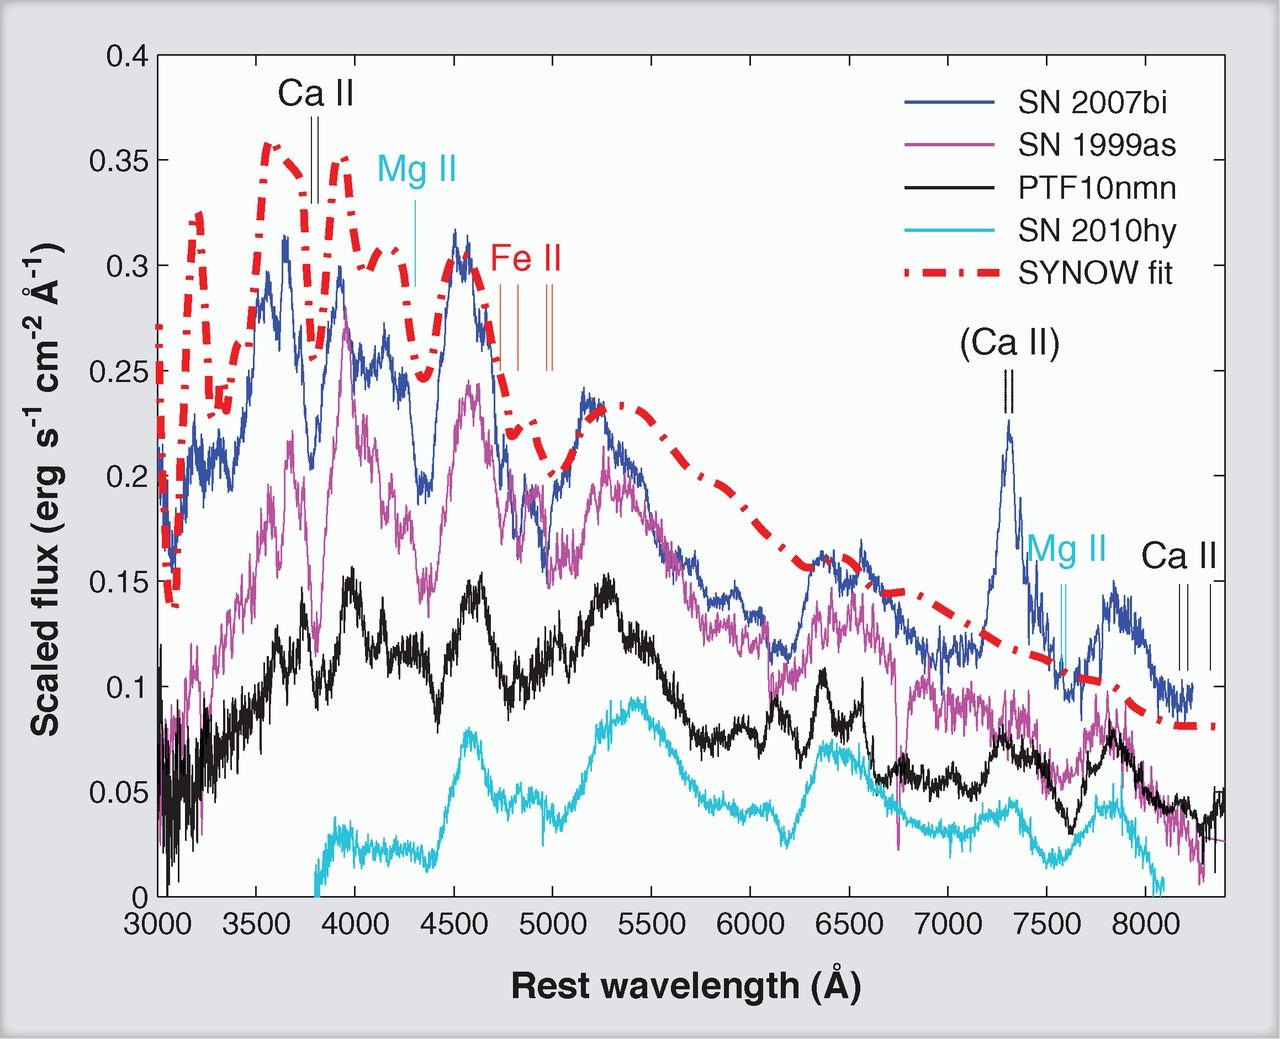 0.4
0.35
0.3
0.25
0.2
0.15
0.1
0.05
0
Scaled flux (erg s-1 cm-2 Å-1)
Ca II
Mg II
Fe II
SN 2007bi
SN 1999as
PTF10nmn
SN 2010hy
SYNOW fit
(Ca II)
Mg II
Ca II
3000 3500 4000 4500 5000 5500 6000 6500 7000 7500 8000
Rest wavelength (Å)